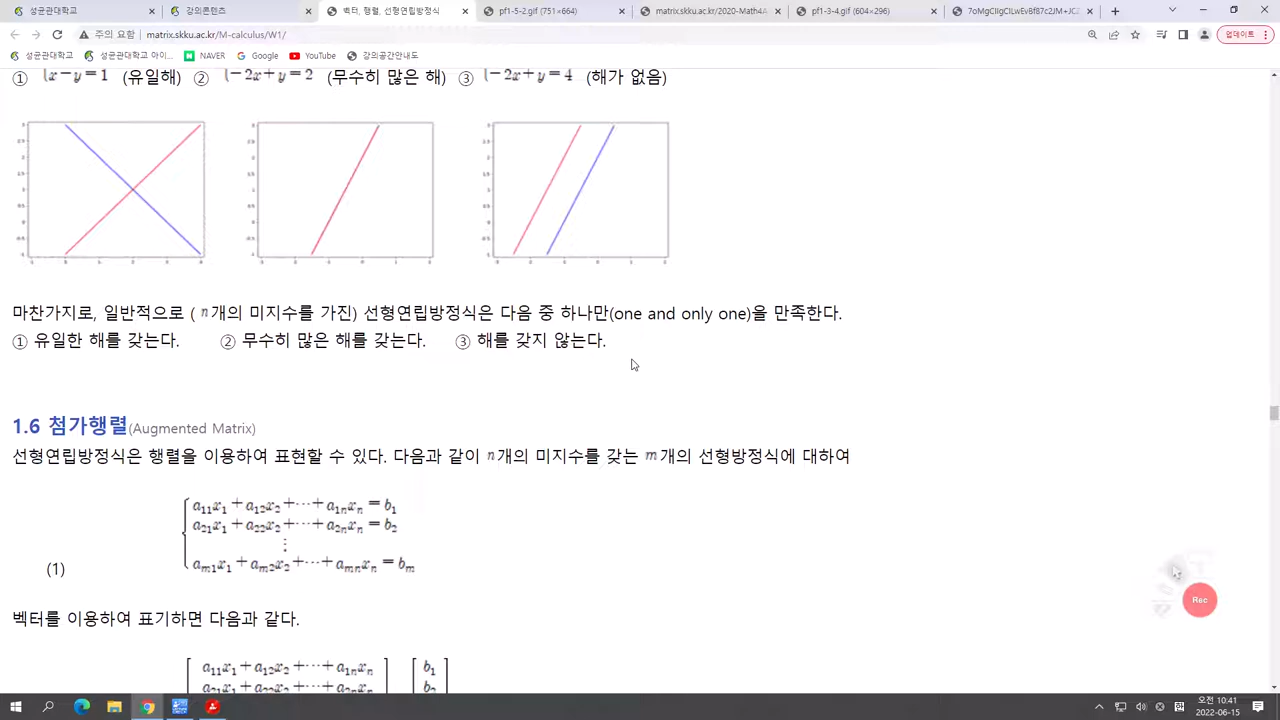 성균관대학교
강의콘텐츠
벡터, 행렬, 선형연립방정식
pf1-5-2.gif (751×664)
matrix.skku.ac.kr/2020-Math4A
pf1-3-4.gif (604×296)
7oMgCIIgCILwEvBf87c2JM+JC2
주의 요함 | matrix.skku.ac.kr/M-calculus/W1/
업데이트
성균관대학교
성균관대학교 아이...
NAVER
Google
YouTube
강의공간안내도
① x−y=1 (유일해) ② −2x+y=2 (무수히 많은 해) ③ −2x+y=4 (해가 없음)
마찬가지로, 일반적으로 ( n개의 미지수를 가진) 선형연립방정식은 다음 중 하나만(one and only one)을 만족한다.
① 유일한 해를 갖는다. ② 무수히 많은 해를 갖는다. ③ 해를 갖지 않는다.
1.6 첨가행렬(Augmented Matrix)
선형연립방정식은 행렬을 이용하여 표현할 수 있다. 다음과 같이 n개의 미지수를 갖는 m개의 선형방정식에 대하여
a11x1+a12x2+⋯+a1nxn=b1
a21x1+a22x2+⋯+a2nxn=b2
⋮
(1) am1x1+am2x2+⋯+amnxn=bm
벡터를 이용하여 표기하면 다음과 같다.
a11x1+a12x2+⋯+a1nxn b1
a21x1+a22x2+⋯+a2nxn b2
Rec
오전 10:41
2022-06-15